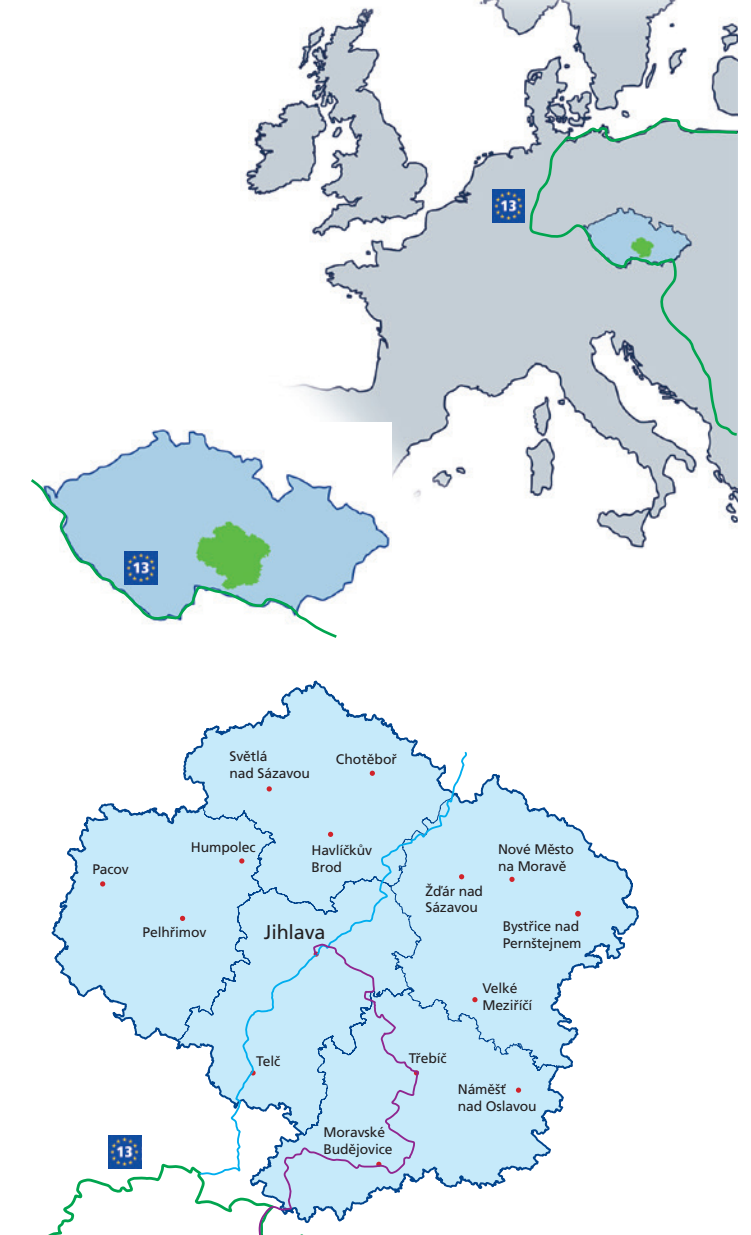 13
13
Světlá
nad Sázavou
Chotěboř
Humpolec
Havlíčkův
Brod
Nové Město
na Moravě
Pacov
Žďár nad
Sázavou
Pelhřimov
Jihlava
Bystřice nad
Pernštejnem
Velké
Meziříčí
Telč
Třebíč
Náměšť
nad Oslavou
Moravské
Budějovice
13